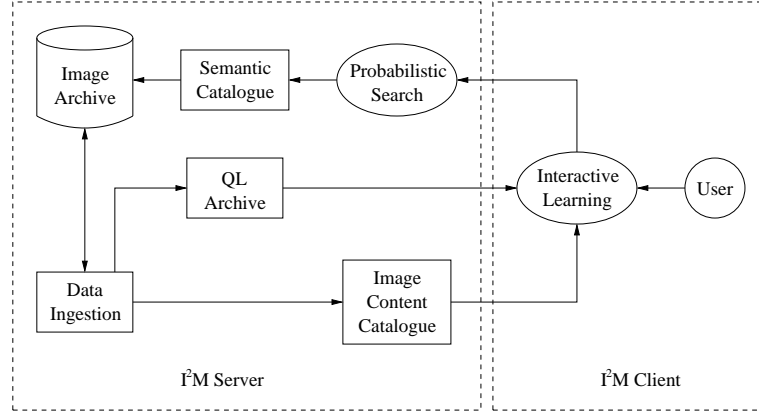 Image
Archive
Semantic
Catalogue
Probabilistic
Search
QL
Archive
Interactive
Learning
User
Data
Ingestion
Image
Content
Catalogue
I²M Server
I²M Client